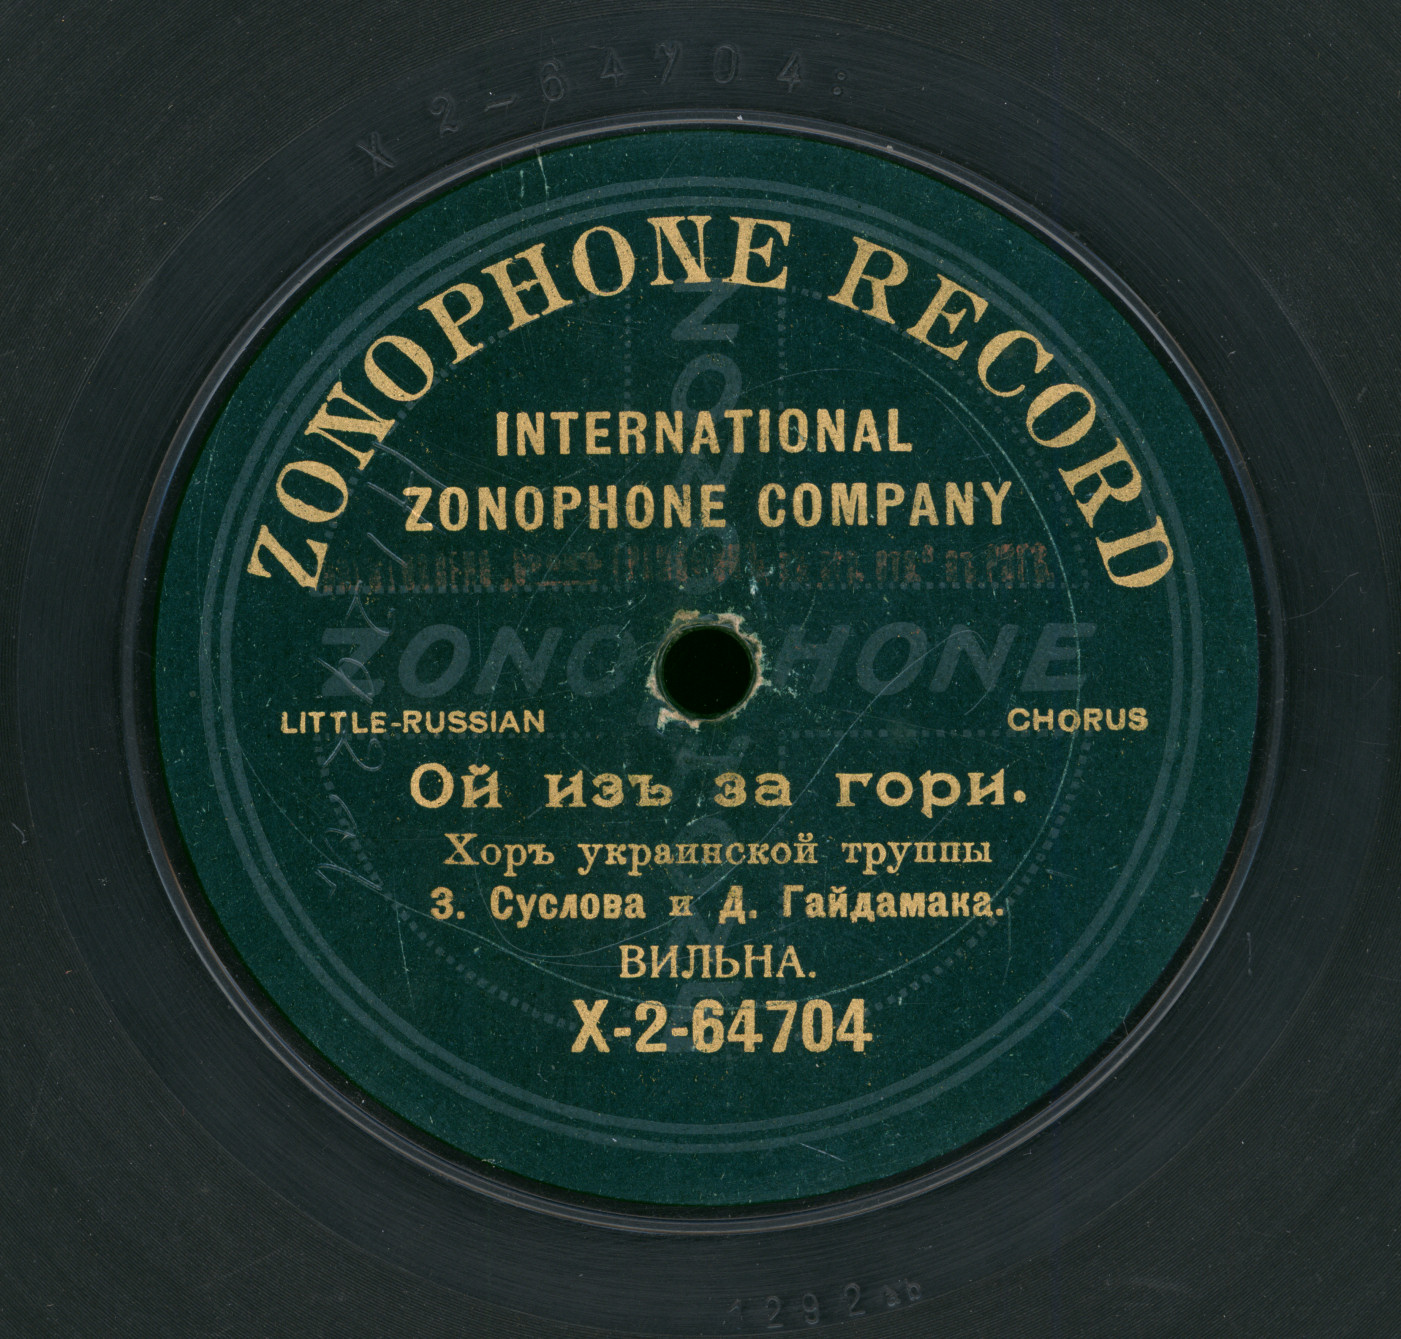 X 2-64704:
ZONOPHONE RECORD
INTERNATIONAL
ZONOPHONE COMPANY
ZONOPHONE
LITTLE-RUSSIAN CHORUS
Ой изъ за гори.
Хоръ украинской труппы
З. Суслова и Д. Гайдамака.
ВИЛЬНА.
X-2-64704